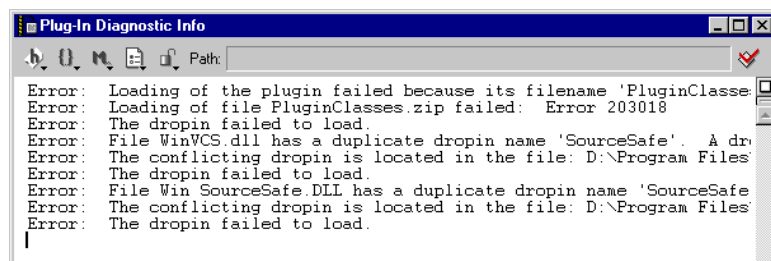 Plug-In Diagnostic Info
Path:
Error: Loading of the plugin failed because its filename 'PluginClasse
Error: Loading of file PluginClasses.zip failed: Error 203018
Error: The dropin failed to load.
Error: File WinVCS.dll has a duplicate dropin name 'SourceSafe'. A dr
Error: The conflicting dropin is located in the file: D:\Program Files
Error: The dropin failed to load.
Error: File Win SourceSafe.DLL has a duplicate dropin name 'SourceSafe
Error: The conflicting dropin is located in the file: D:\Program Files
Error: The dropin failed to load.